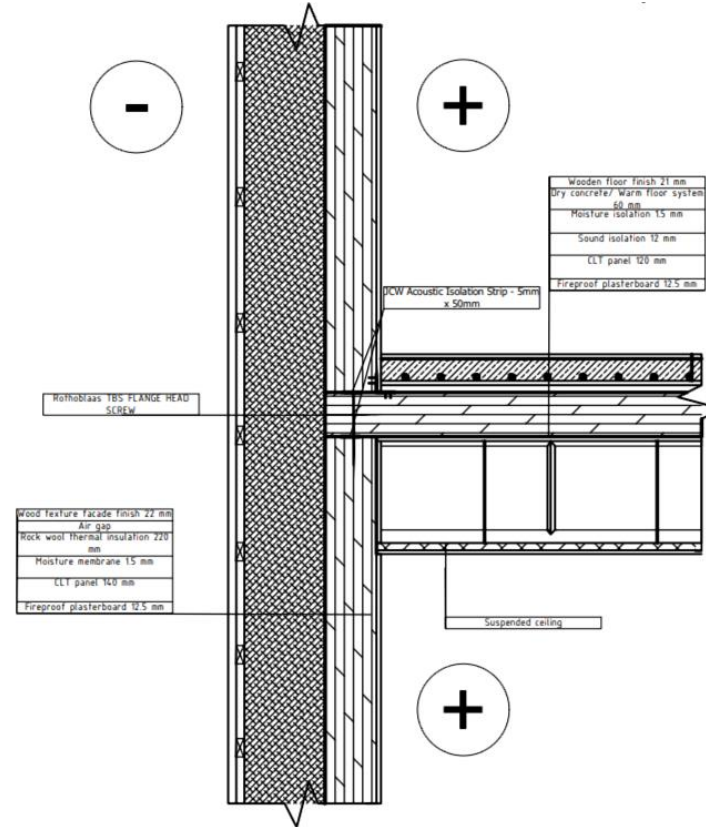 -
+
Wooden floor finish 21 mm
Dry concrete/ Warm floor system
60 mm
Moisture isolation 1.5 mm
Sound isolation 12 mm
CLT panel 120 mm
Fireproof plasterboard 12.5 mm
JCW Acoustic Isolation Strip - 5mm
x 50mm
Rothoblaas TBS FLANGE HEAD
SCREW
Wood texture facade finish 22 mm
Air gap
Rock wool thermal insulation 220
mm
Moisture membrane 1.5 mm
CLT panel 140 mm
Fireproof plasterboard 12.5 mm
Suspended ceiling
+